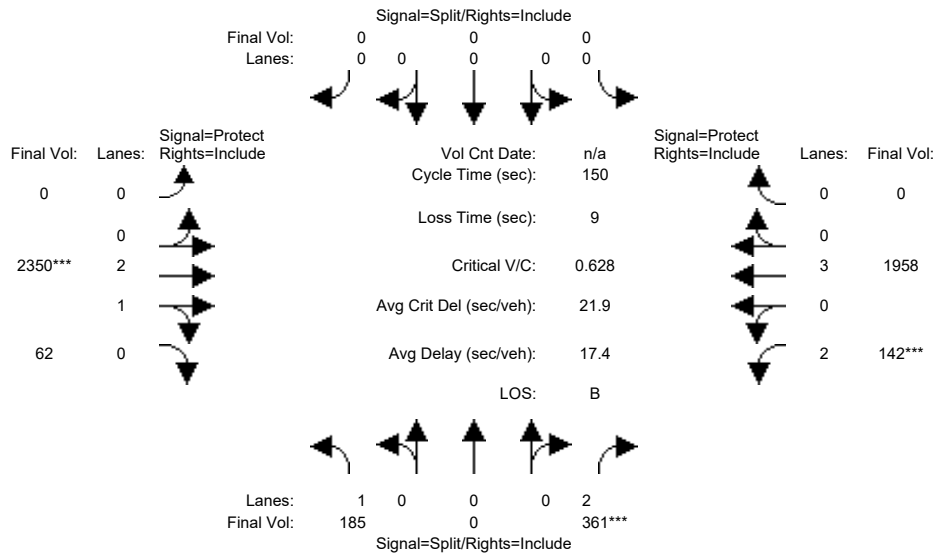 Signal=Split/Rights=Include
Final Vol: 0 0 0
Lanes: 0 0 0 0 0
Signal=Protect Signal=Protect
Final Vol: Lanes: Rights=Include Vol Cnt Date: n/a Rights=Include Lanes: Final Vol:
Cycle Time (sec): 150
0 0 0 0
Loss Time (sec): 9
0 0
2350*** 2 Critical V/C: 0.628 3 1958
1 Avg Crit Del (sec/veh): 21.9 0
62 0 Avg Delay (sec/veh): 17.4 2 142***
LOS: B
Lanes: 1 0 0 0 2
Final Vol: 185 0 361***
Signal=Split/Rights=Include